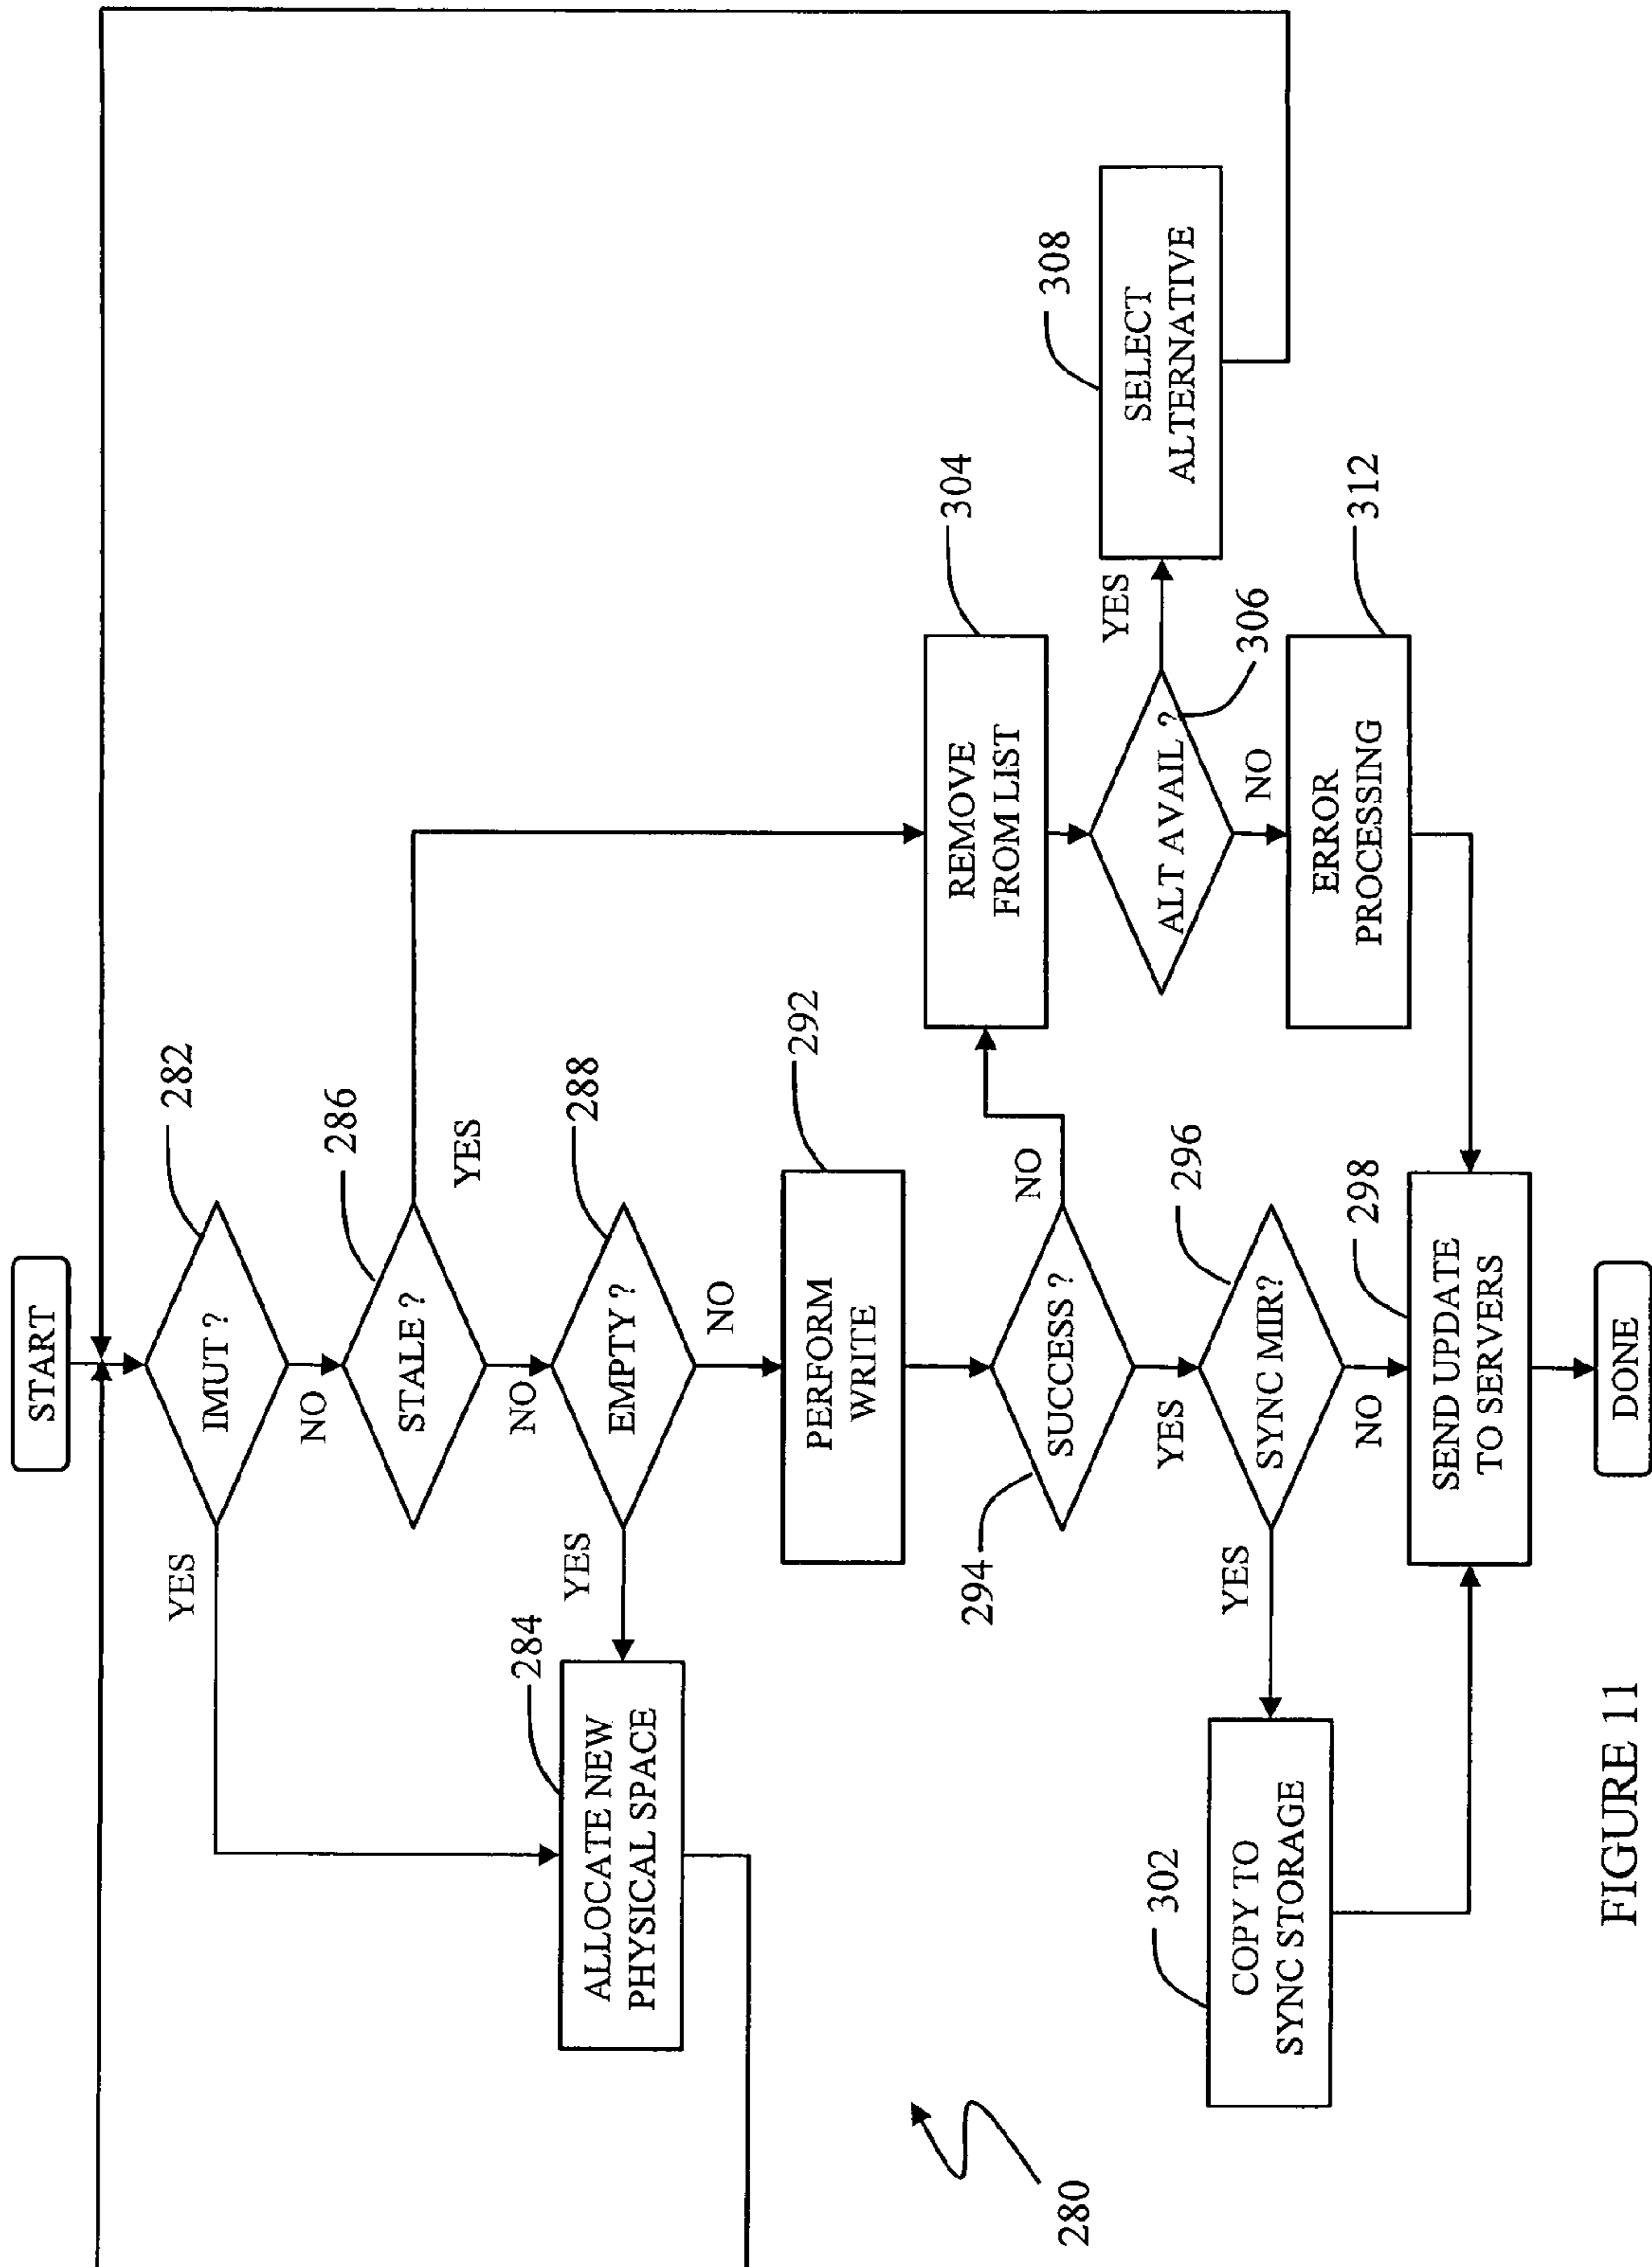 START
IMUT ?
282
YES
NO
STALE ?
286
YES
NO
EMPTY ?
288
YES
NO
ALLOCATE NEW
PHYSICAL SPACE
284
PERFORM
WRITE
292
SUCCESS ?
294
NO
YES
REMOVE
FROM LIST
304
ALT AVAIL ?
306
YES
NO
SELECT
ALTERNATIVE
308
ERROR
PROCESSING
312
SYNC MIR?
296
YES
NO
COPY TO
SYNC STORAGE
302
SEND UPDATE
TO SERVERS
298
DONE
280
FIGURE 11